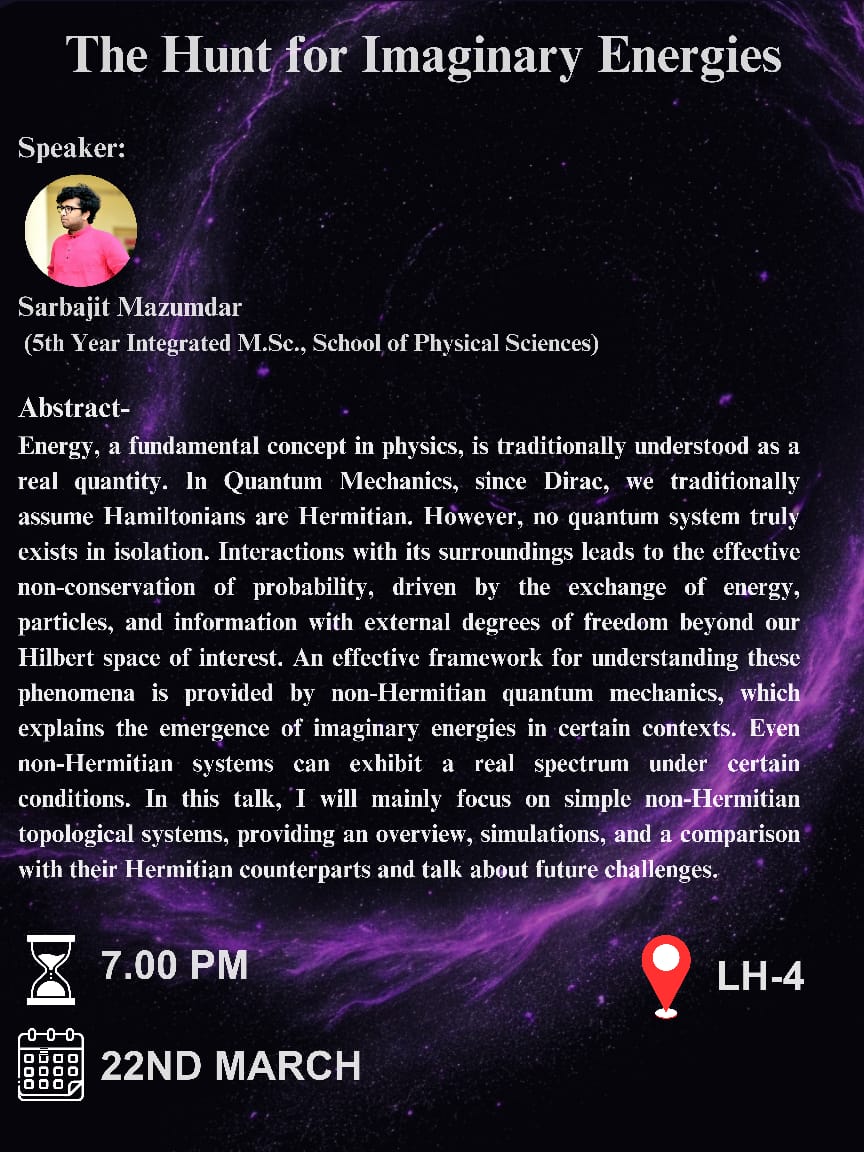 The Hunt for Imaginary Energies
Speaker:
Sarbajit Mazumdar
(5th Year Integrated M.Sc., School of Physical Sciences)
Abstract-
Energy, a fundamental concept in physics, is traditionally understood as a
real quantity. In Quantum Mechanics, since Dirac, we traditionally
assume Hamiltonians are Hermitian. However, no quantum system truly
exists in isolation. Interactions with its surroundings leads to the effective
non-conservation of probability, driven by the exchange of energy,
particles, and information with external degrees of freedom beyond our
Hilbert space of interest. An effective framework for understanding these
phenomena is provided by non-Hermitian quantum mechanics, which
explains the emergence of imaginary energies in certain contexts. Even
non-Hermitian systems can exhibit a real spectrum under certain
conditions. In this talk, I will mainly focus on simple non-Hermitian
topological systems, providing an overview, simulations, and a comparison
with their Hermitian counterparts and talk about future challenges.
7.00 PM
LH-4
22ND MARCH